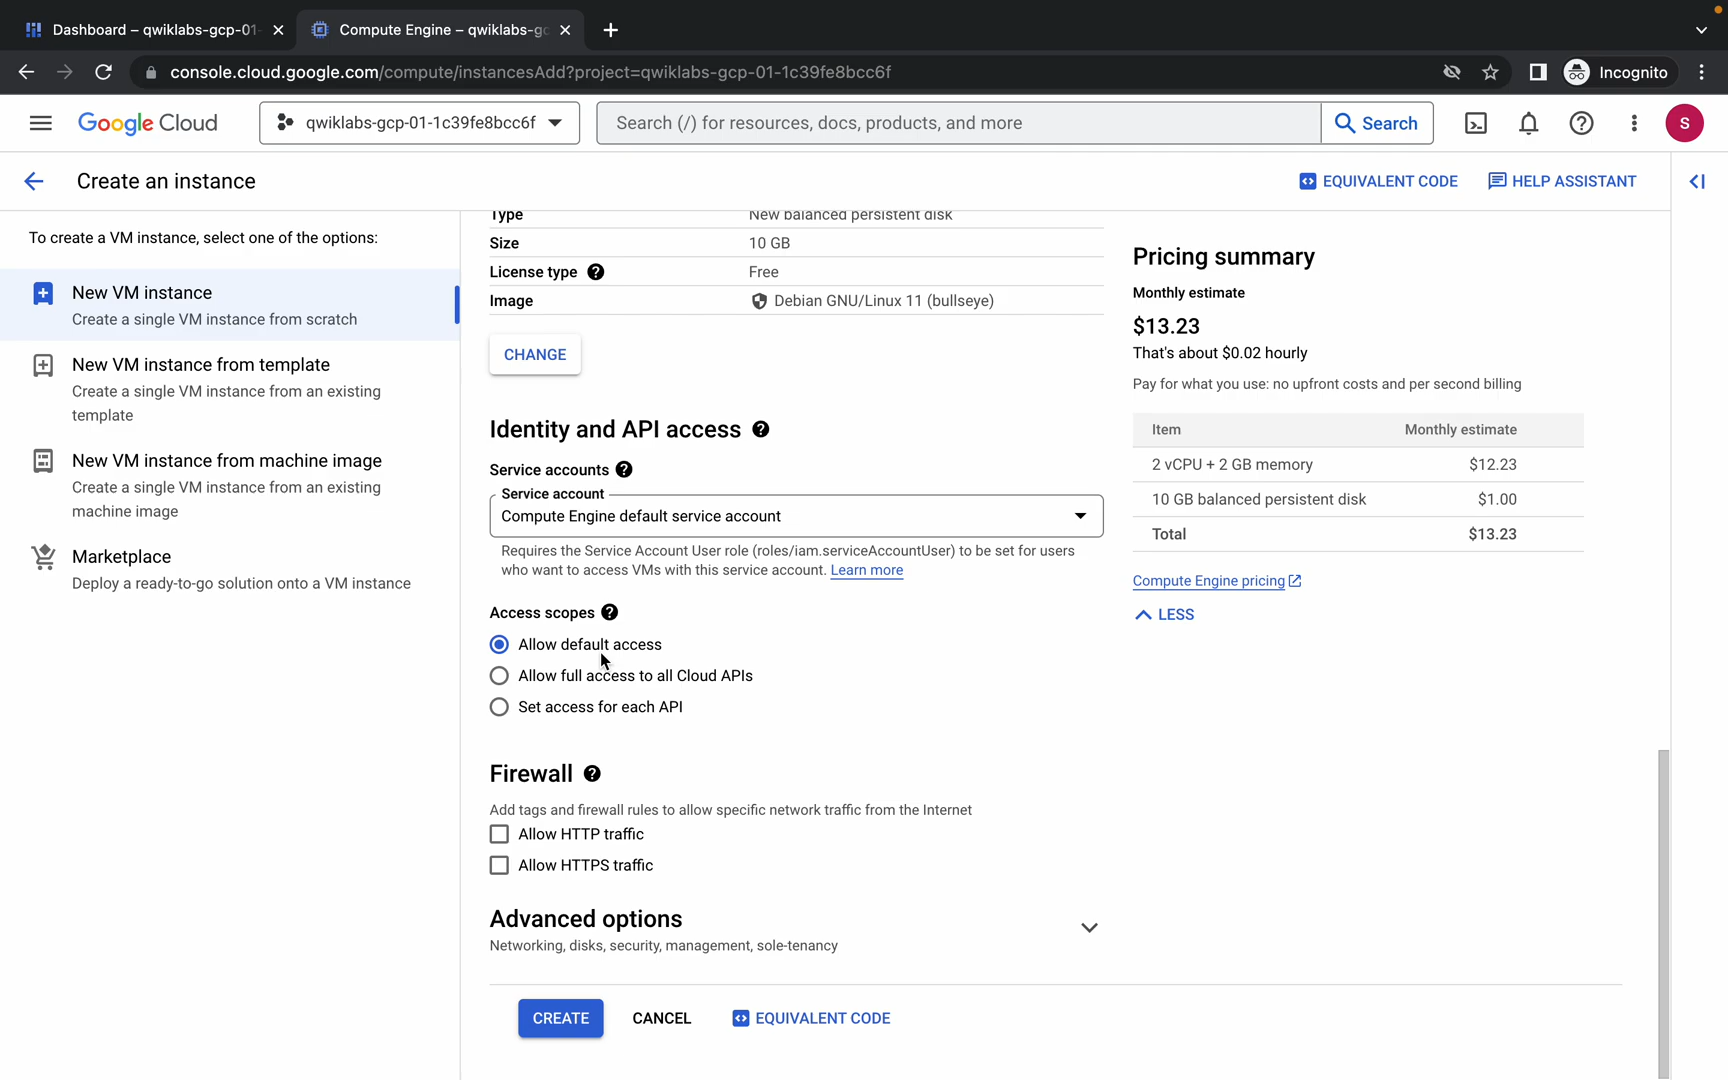 Dashboard – qwiklabs-gcp-01-
Compute Engine – qwiklabs-gc
console.cloud.google.com/compute/instancesAdd?project=qwiklabs-gcp-01-1c39fe8bcc6f
Incognito
Google Cloud
qwiklabs-gcp-01-1c39fe8bcc6f
Search (/) for resources, docs, products, and more
Search
S
Create an instance
EQUIVALENT CODE
HELP ASSISTANT
To create a VM instance, select one of the options:
New VM instance
Create a single VM instance from scratch
New VM instance from template
Create a single VM instance from an existing
template
New VM instance from machine image
Create a single VM instance from an existing
machine image
Marketplace
Deploy a ready-to-go solution onto a VM instance
Type New balanced persistent disk
Size 10 GB
License type Free
Image Debian GNU/Linux 11 (bullseye)
CHANGE
Identity and API access
Service accounts
Service account
Compute Engine default service account
Requires the Service Account User role (roles/iam.serviceAccountUser) to be set for users
who want to access VMs with this service account. Learn more
Access scopes
Allow default access
Allow full access to all Cloud APIs
Set access for each API
Firewall
Add tags and firewall rules to allow specific network traffic from the Internet
Allow HTTP traffic
Allow HTTPS traffic
Advanced options
Networking, disks, security, management, sole-tenancy
CREATE
CANCEL
EQUIVALENT CODE
Pricing summary
Monthly estimate
$13.23
That's about $0.02 hourly
Pay for what you use: no upfront costs and per second billing
Item Monthly estimate
2 vCPU + 2 GB memory $12.23
10 GB balanced persistent disk $1.00
Total $13.23
Compute Engine pricing
LESS